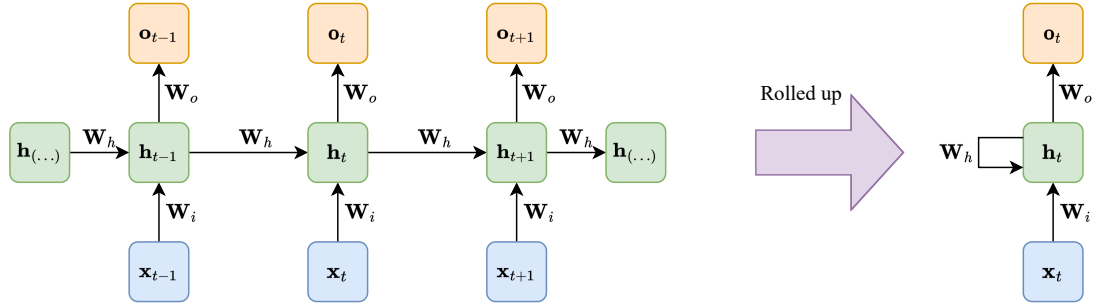 o_{t−1} o_t o_{t+1} o_t
W_o W_o W_o Rolled up W_o
h_{(...)} W_h h_{t−1} W_h h_t W_h h_{t+1} W_h h_{(...)} W_h h_t
W_i W_i W_i W_i
x_{t−1} x_t x_{t+1} x_t